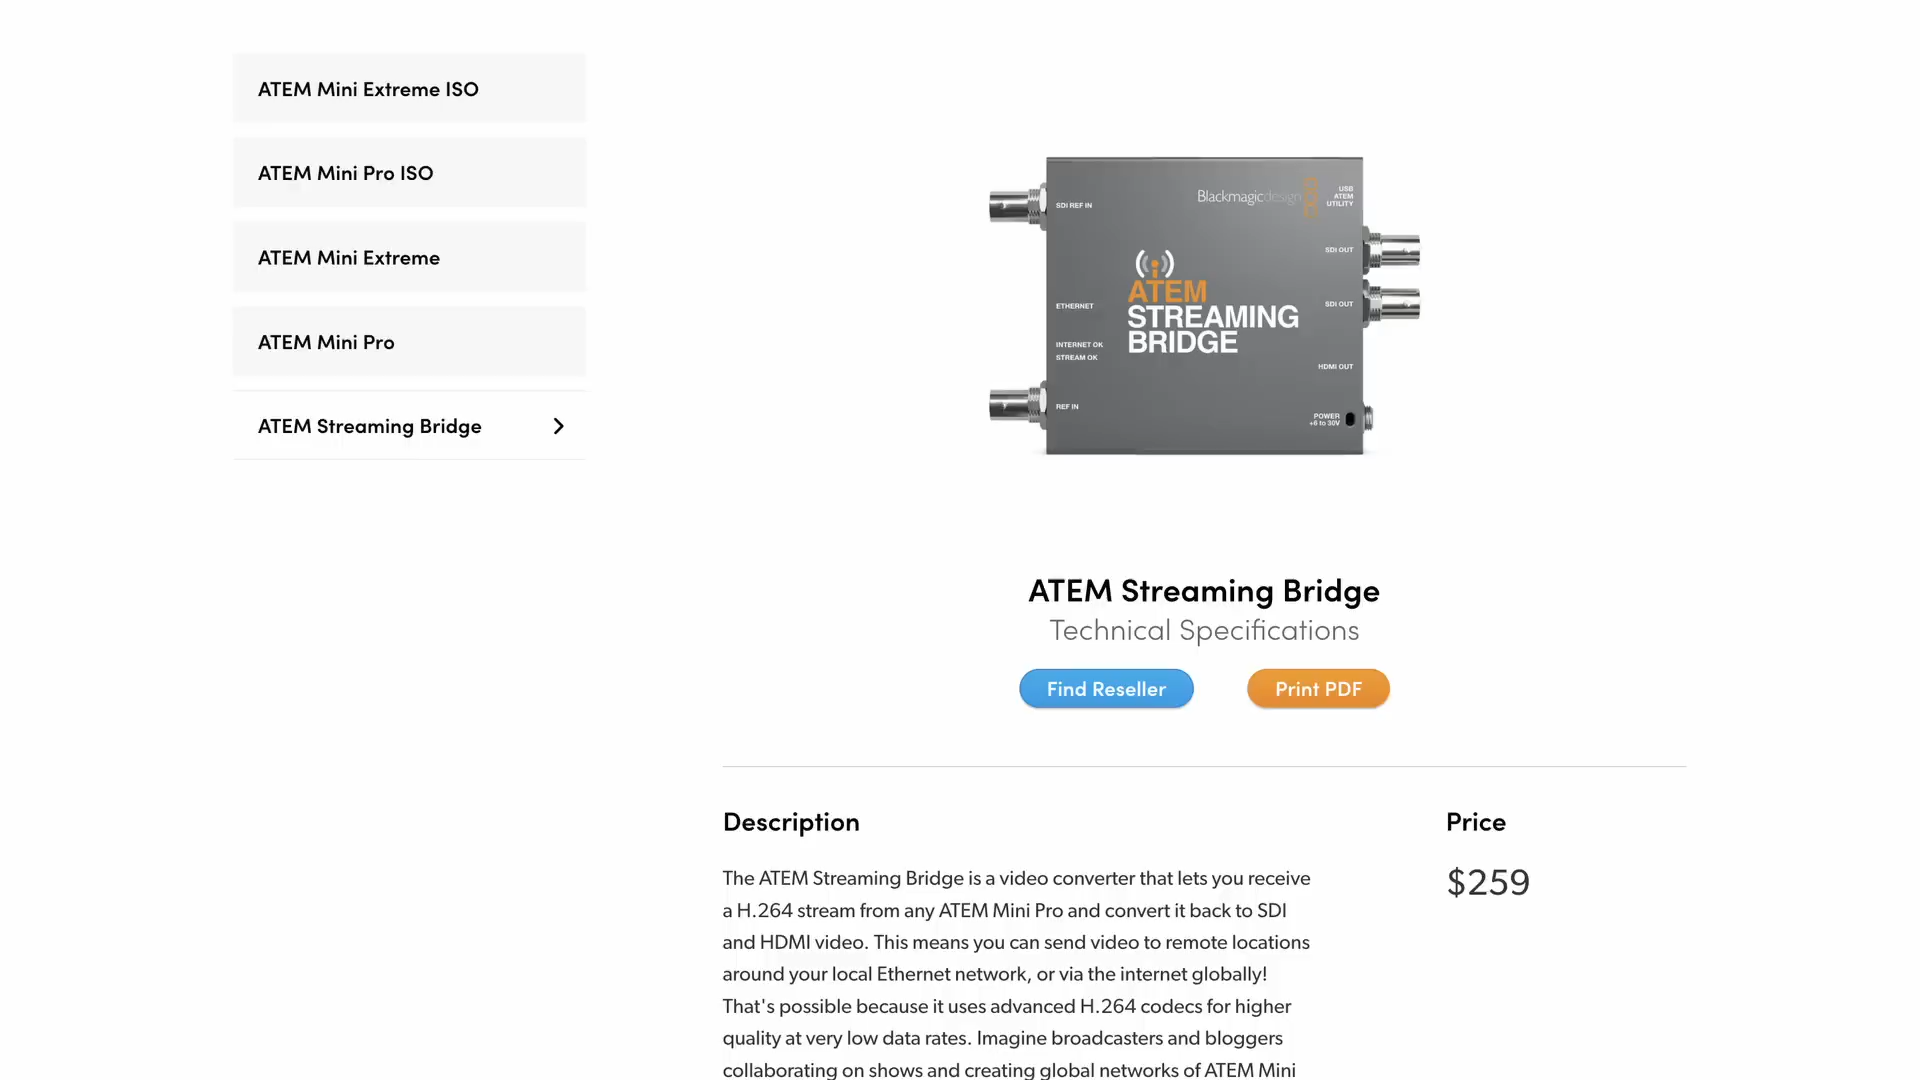 ATEM Mini Extreme ISO
ATEM Mini Pro ISO
ATEM Mini Extreme
ATEM Mini Pro
ATEM Streaming Bridge
SDI REF IN
Blackmagicdesign
USB
ATEM
UTILITY
SDI OUT
ETHERNET
SDI OUT
ATEM
STREAMING
BRIDGE
INTERNET OK
STREAM OK
HDMI OUT
REF IN
POWER
+6 to 30V
ATEM Streaming Bridge
Technical Specifications
Find Reseller
Print PDF
Description
Price
The ATEM Streaming Bridge is a video converter that lets you receive
$259
a H.264 stream from any ATEM Mini Pro and convert it back to SDI
and HDMI video. This means you can send video to remote locations
around your local Ethernet network, or via the internet globally!
That's possible because it uses advanced H.264 codecs for higher
quality at very low data rates. Imagine broadcasters and bloggers
collaborating on shows and creating global networks of ATEM Mini